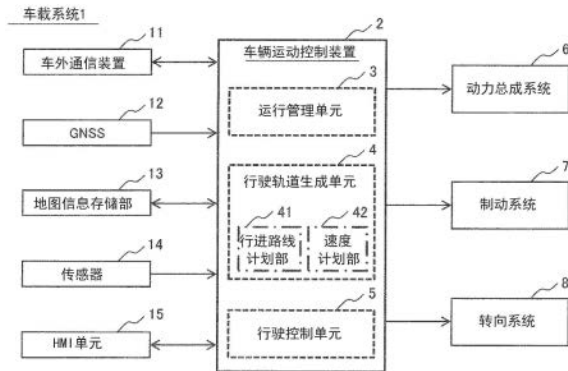 车载系统1
11
车外通信装置
12
GNSS
13
地图信息存储部
14
传感器
15
HMI单元
2
车辆运动控制装置
3
运行管理单元
4
行驶轨道生成单元
41
行进路线
计划部
42
速度
计划部
5
行驶控制单元
6
动力总成系统
7
制动系统
8
转向系统